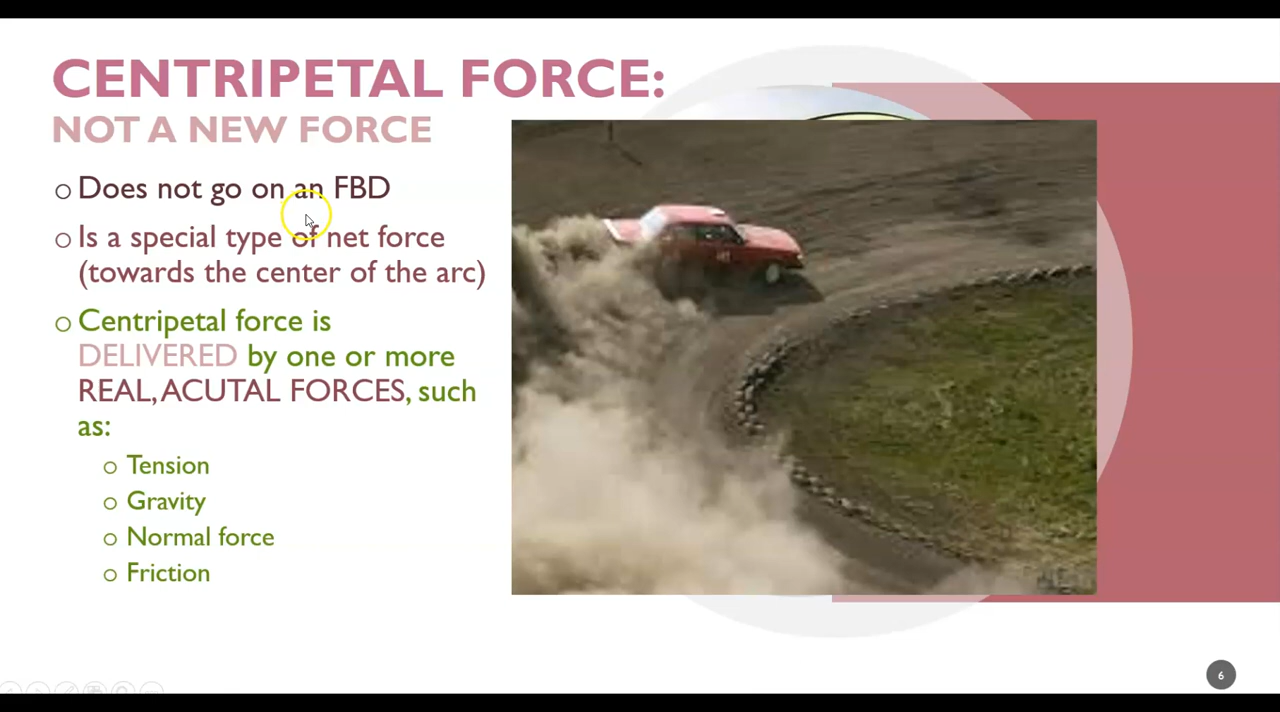 CENTRIPETAL FORCE:
NOT A NEW FORCE
Does not go on an FBD
Is a special type of net force
(towards the center of the arc)
Centripetal force is
DELIVERED by one or more
REAL, ACUTAL FORCES, such
as:
Tension
Gravity
Normal force
Friction
6